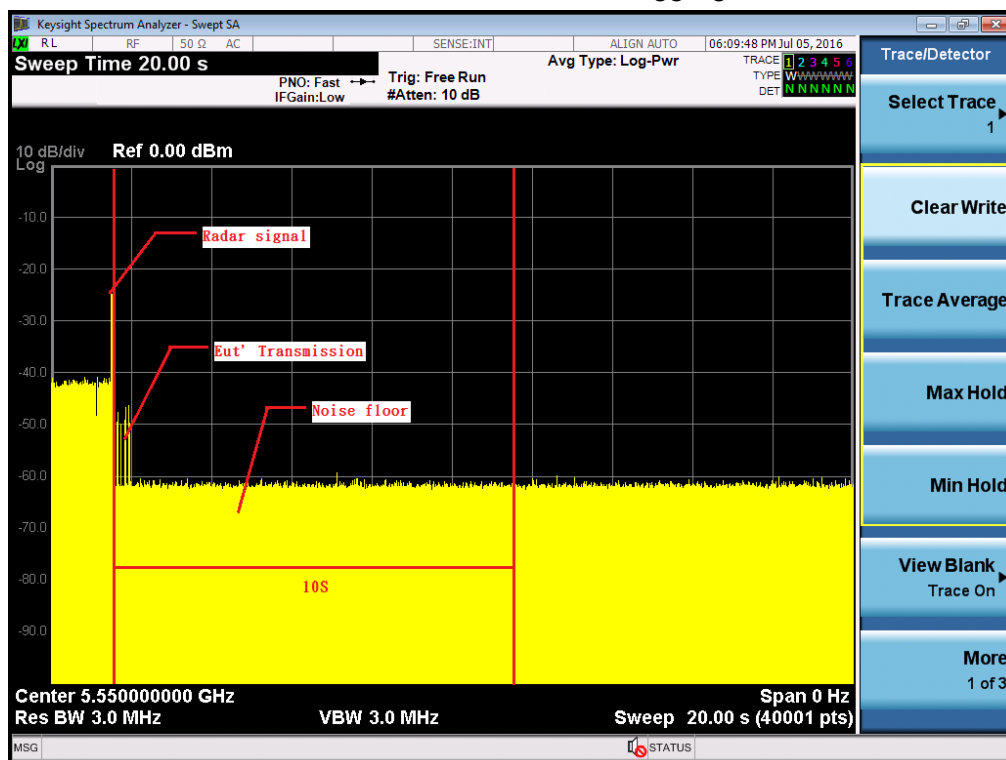 Keysight Spectrum Analyzer - Swept SA
LXI RL RF 50 Ω AC SENSE:INT ALIGN AUTO 06:09:48 PM Jul 05, 2016
Sweep Time 20.00 s
PNO: Fast
IFGain:Low
Trig: Free Run
#Atten: 10 dB
Avg Type: Log-Pwr
TRACE 1 2 3 4 5 6
TYPE WWWWWW
DET N N N N N N
10 dB/div
Log
Ref 0.00 dBm
-10.0
-20.0
-30.0
-40.0
-50.0
-60.0
-70.0
-80.0
-90.0
Radar signal
Eut' Transmission
Noise floor
10S
Center 5.550000000 GHz
Res BW 3.0 MHz
VBW 3.0 MHz
Span 0 Hz
Sweep 20.00 s (40001 pts)
MSG
STATUS
Trace/Detector
Select Trace
1
Clear Write
Trace Average
Max Hold
Min Hold
View Blank
Trace On
More
1 of 3